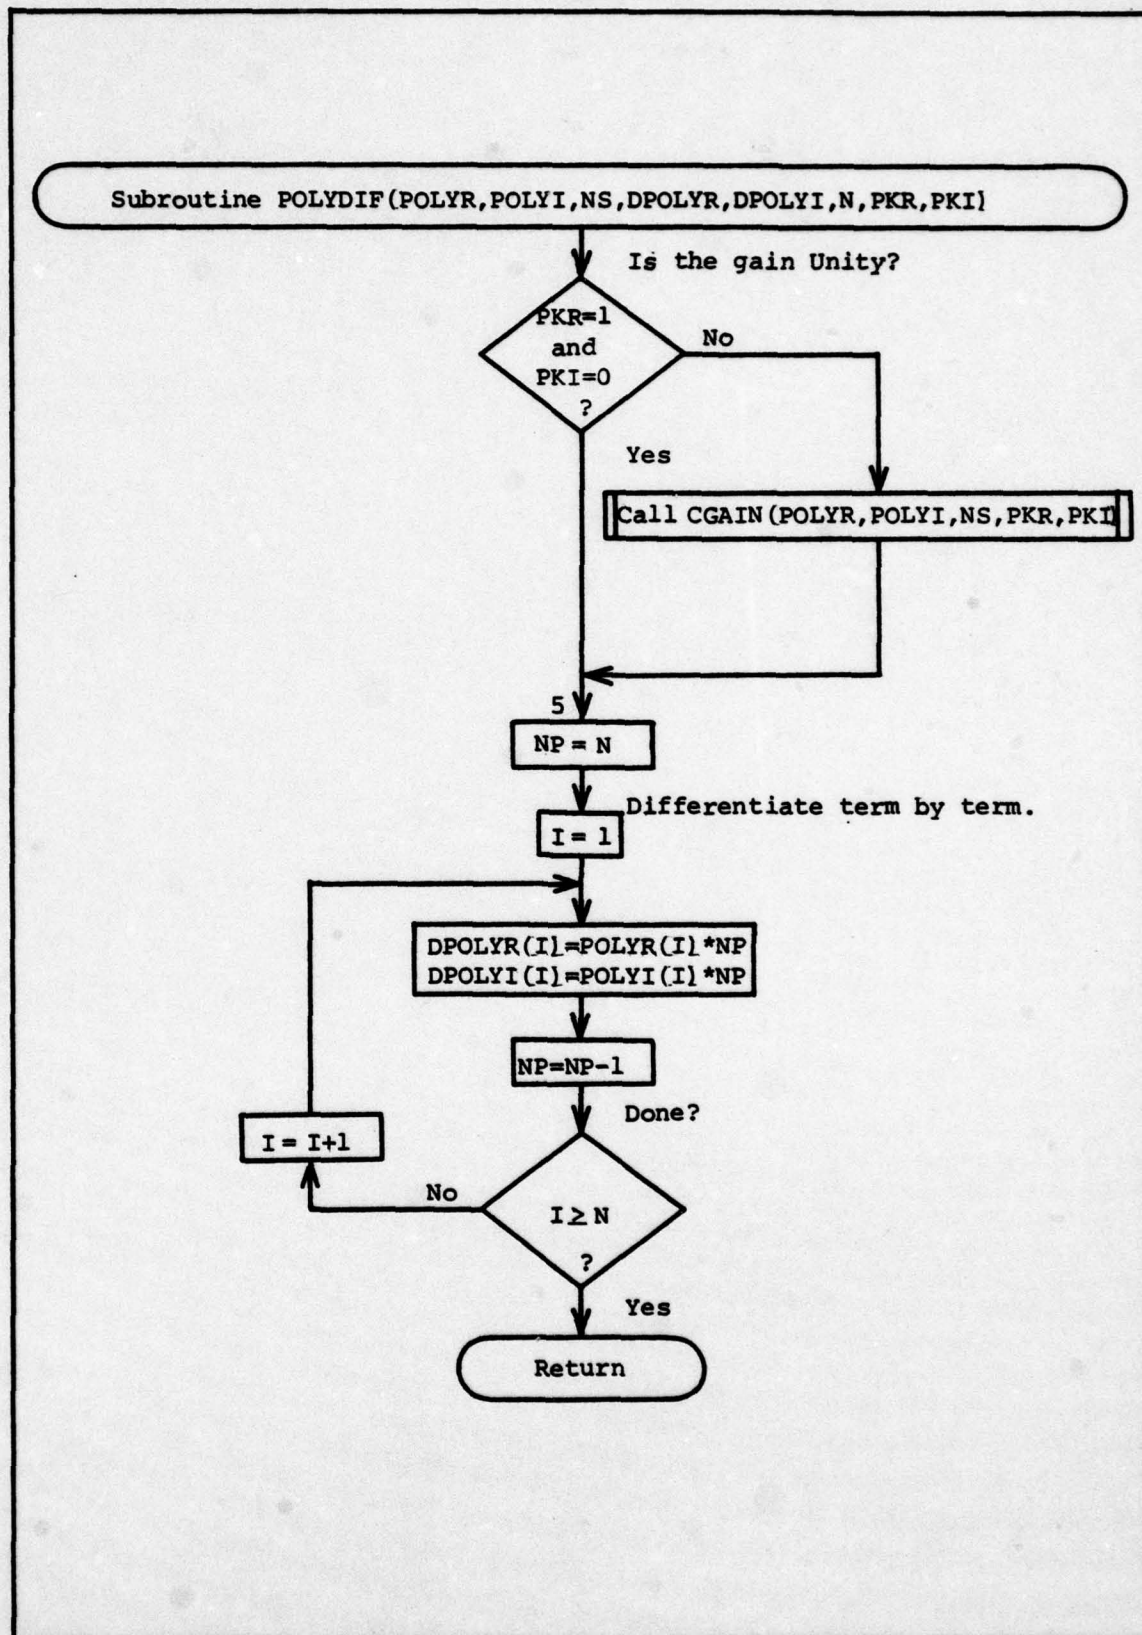 Subroutine POLYDIF(POLYR,POLYI,NS,DPOLYR,DPOLYI,N,PKR,PKI)
Is the gain Unity?
PKR=1
and
PKI=0
?
No
Yes
Call CGAIN(POLYR,POLYI,NS,PKR,PKI)
5
NP = N
Differentiate term by term.
I = 1
DPOLYR(I)=POLYR(I)*NP
DPOLYI(I)=POLYI(I)*NP
NP=NP-1
Done?
I = I+1
No
I ≥ N
?
Yes
Return